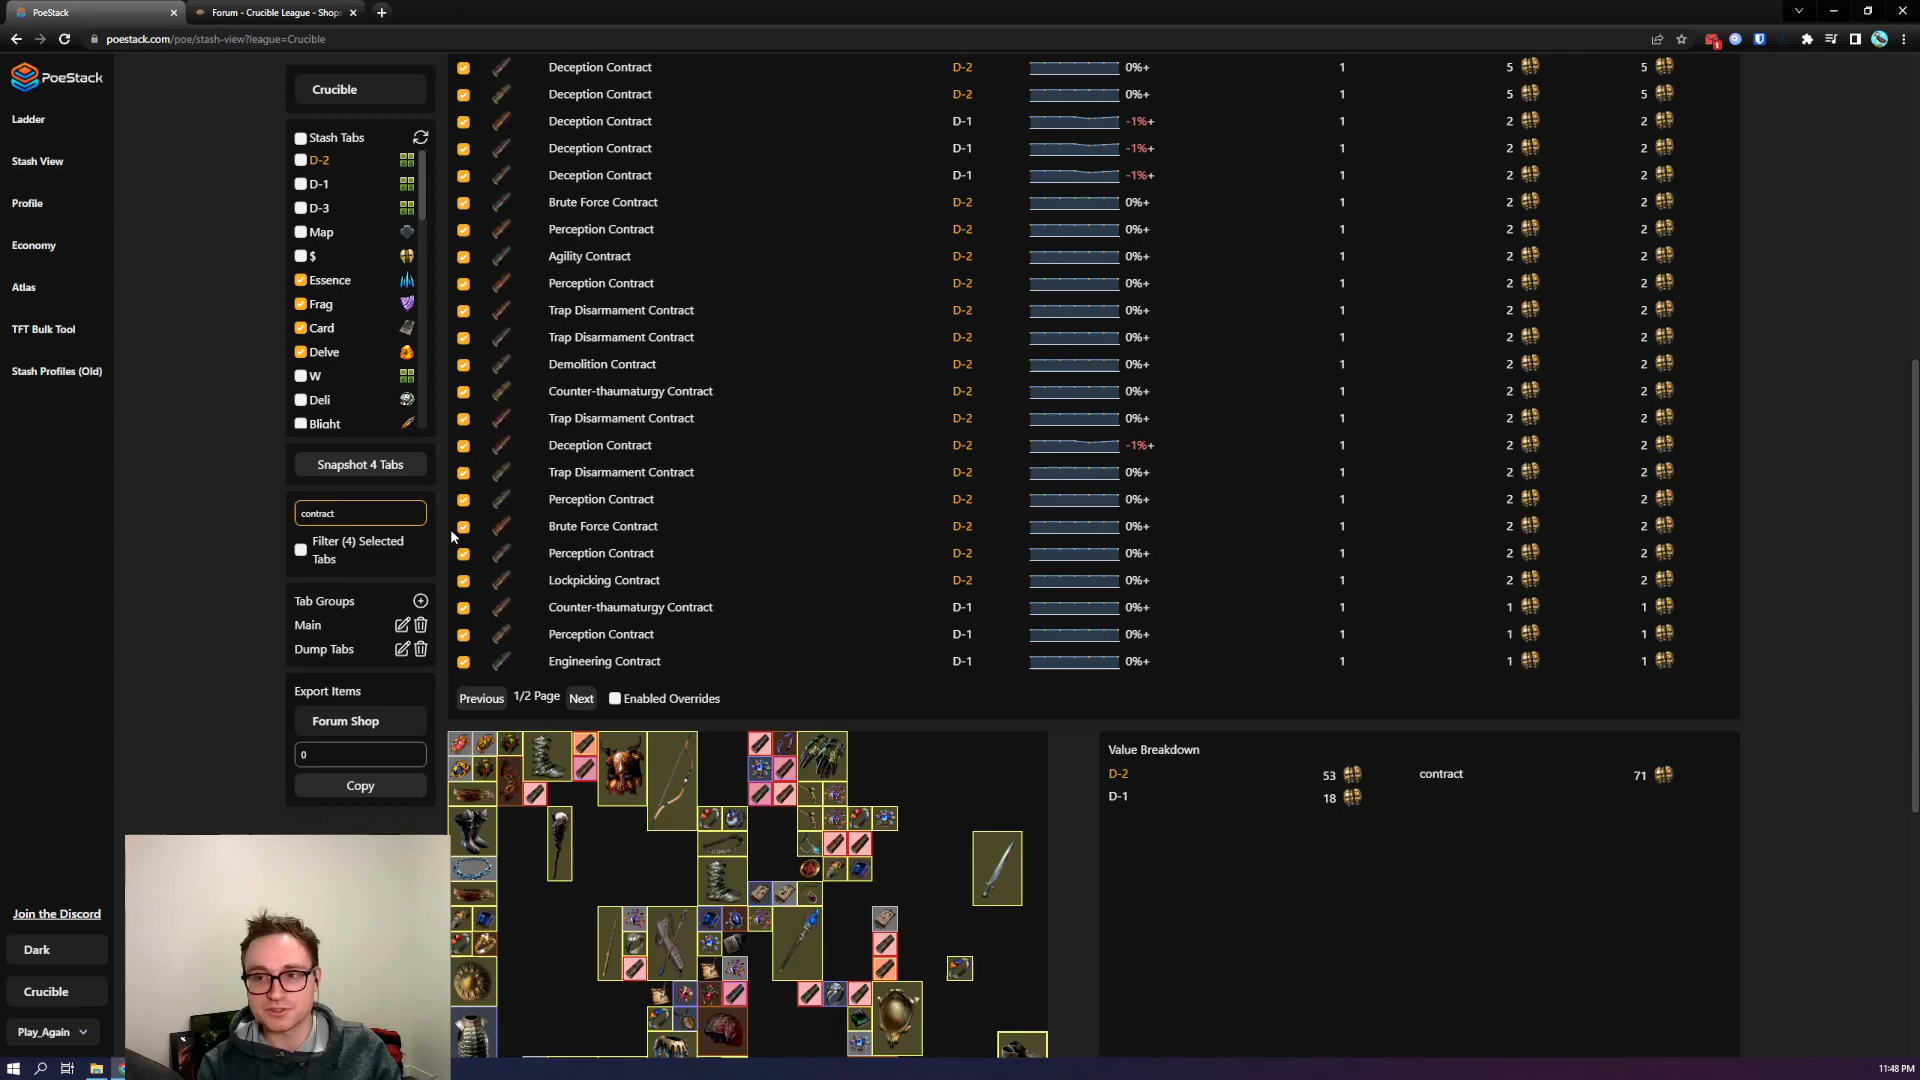 PoeStack
Forum - Crucible League - Shops
poestack.com/poe/stash-view?league=Crucible
PoeStack
Ladder
Stash View
Profile
Economy
Atlas
TFT Bulk Tool
Stash Profiles (Old)
Join the Discord
Dark
Crucible
Play_Again
Crucible
Stash Tabs
D-2
D-1
D-3
Map
$
Essence
Frag
Card
Delve
W
Deli
Blight
Snapshot 4 Tabs
contract
Filter (4) Selected
Tabs
Tab Groups
Main
Dump Tabs
Export Items
Forum Shop
0
Copy
Deception Contract D-2 0%+ 1 5 5
Deception Contract D-2 0%+ 1 5 5
Deception Contract D-1 -1%+ 1 2 2
Deception Contract D-1 -1%+ 1 2 2
Deception Contract D-1 -1%+ 1 2 2
Brute Force Contract D-2 0%+ 1 2 2
Perception Contract D-2 0%+ 1 2 2
Agility Contract D-2 0%+ 1 2 2
Perception Contract D-2 0%+ 1 2 2
Trap Disarmament Contract D-2 0%+ 1 2 2
Trap Disarmament Contract D-2 0%+ 1 2 2
Demolition Contract D-2 0%+ 1 2 2
Counter-thaumaturgy Contract D-2 0%+ 1 2 2
Trap Disarmament Contract D-2 0%+ 1 2 2
Deception Contract D-2 -1%+ 1 2 2
Trap Disarmament Contract D-2 0%+ 1 2 2
Perception Contract D-2 0%+ 1 2 2
Brute Force Contract D-2 0%+ 1 2 2
Perception Contract D-2 0%+ 1 2 2
Lockpicking Contract D-2 0%+ 1 2 2
Counter-thaumaturgy Contract D-1 0%+ 1 1 1
Perception Contract D-1 0%+ 1 1 1
Engineering Contract D-1 0%+ 1 1 1
Previous 1/2 Page Next Enabled Overrides
Value Breakdown
D-2 53 contract 71
D-1 18
11:48 PM